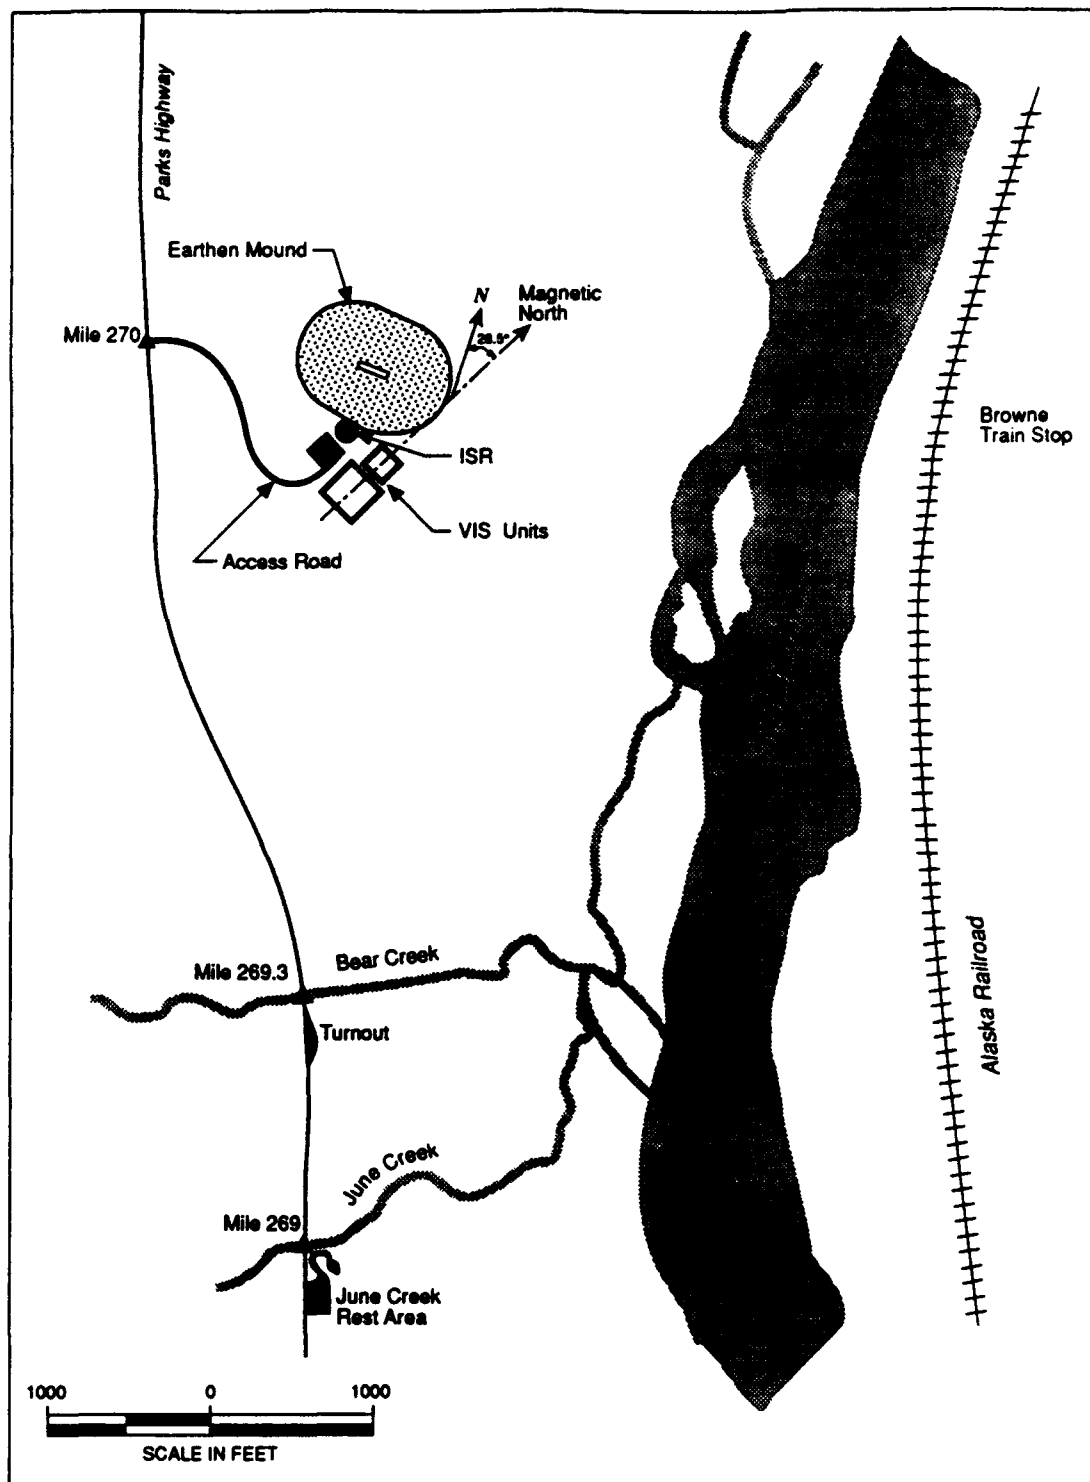 Parks Highway
Earthen Mound
N
Magnetic
North
26.5°
Mile 270
Browne
Train Stop
ISR
VIS Units
Access Road
Mile 269.3
Bear Creek
Turnout
Alaska Railroad
June Creek
Mile 269
June Creek
Rest Area
1000 0 1000
SCALE IN FEET